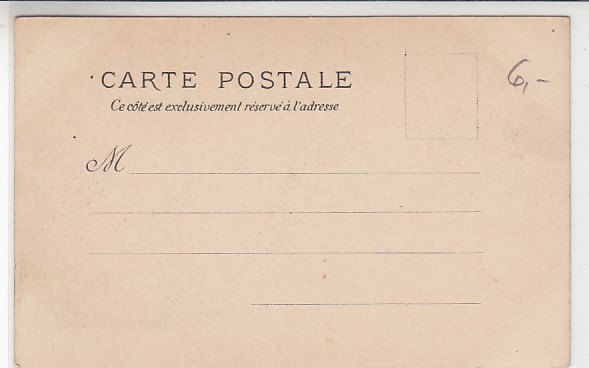 CARTE POSTALE
Ce côté est exclusivement réservé à l'adresse
6,-
M